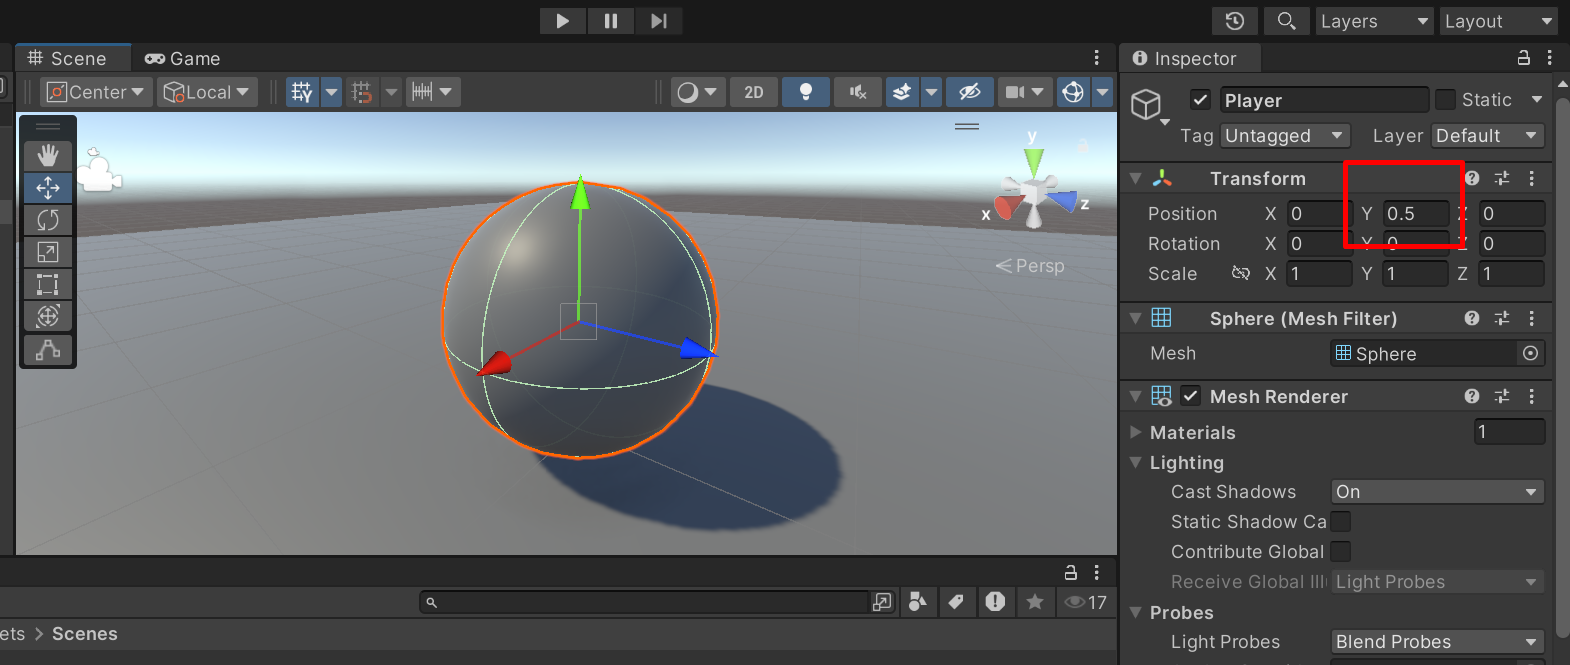 Layers
Layout
Scene
Game
Inspector
Center
Local
2D
Player
Static
Tag
Untagged
Layer
Default
y
x
z
Persp
Transform
Position X 0 Y 0.5 Z 0
Rotation X 0 Y 0 Z 0
Scale X 1 Y 1 Z 1
Sphere (Mesh Filter)
Mesh
Sphere
Mesh Renderer
Materials
1
Lighting
Cast Shadows
On
Static Shadow Ca
Contribute Global
Receive Global Ill
Light Probes
Probes
Light Probes
Blend Probes
17
ets > Scenes